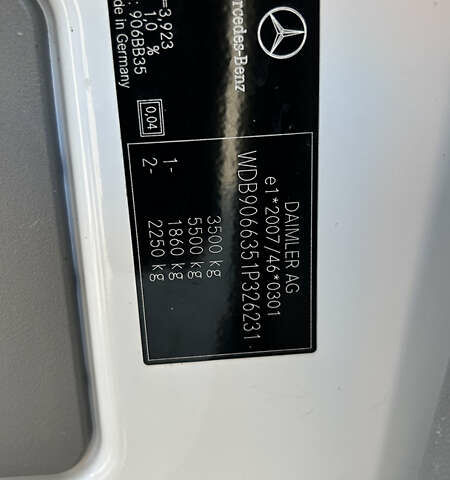 Mercedes-Benz
=3,923
1,0 %
: 906BB35
Made in Germany
0,04
DAIMLER AG
e1*2007/46*0301
WDB9066351P326231
3500 kg
5500 kg
1- 1860 kg
2- 2250 kg